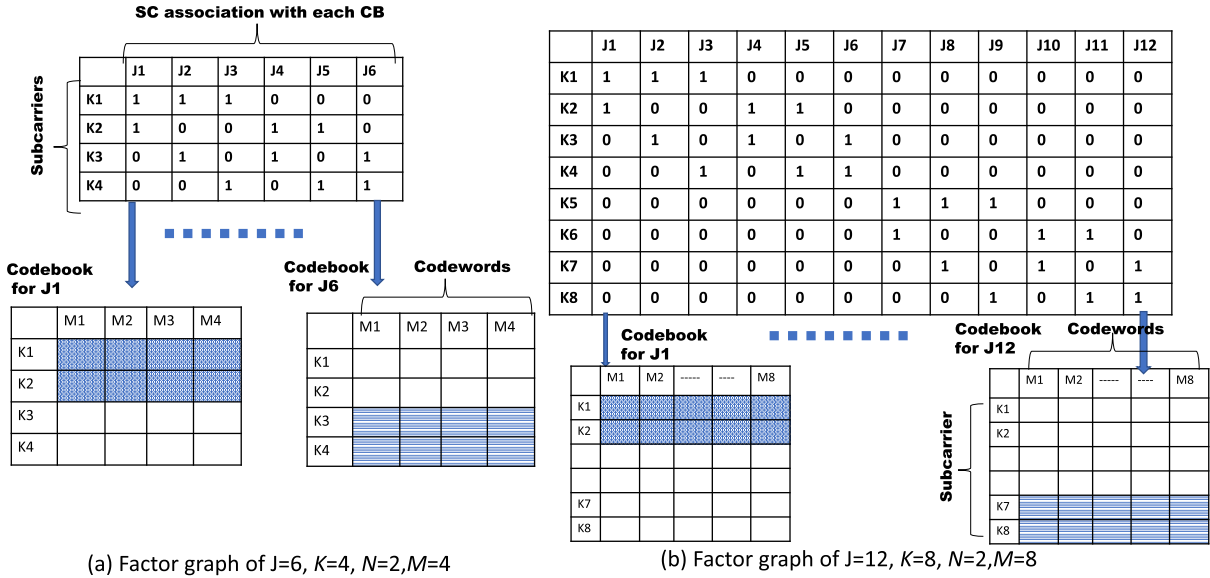 SC association with each CB
J1 J2 J3 J4 J5 J6
K1 1 1 1 0 0 0
K2 1 0 0 1 1 0
K3 0 1 0 1 0 1
K4 0 0 1 0 1 1
Subcarriers
Codebook
for J1
M1 M2 M3 M4
K1
K2
K3
K4
Codebook
for J6
Codewords
M1 M2 M3 M4
K1
K2
K3
K4
(a) Factor graph of J=6, K=4, N=2,M=4
J1 J2 J3 J4 J5 J6 J7 J8 J9 J10 J11 J12
K1 1 1 1 0 0 0 0 0 0 0 0 0
K2 1 0 0 1 1 0 0 0 0 0 0 0
K3 0 1 0 1 0 1 0 0 0 0 0 0
K4 0 0 1 0 1 1 0 0 0 0 0 0
K5 0 0 0 0 0 0 1 1 1 0 0 0
K6 0 0 0 0 0 0 1 0 0 1 1 0
K7 0 0 0 0 0 0 0 1 0 1 0 1
K8 0 0 0 0 0 0 0 0 1 0 1 1
Codebook
for J1
M1 M2 ----- ---- M8
K1
K2
K7
K8
Codebook
for J12
Codewords
M1 M2 ----- ---- M8
K1
K2
K7
K8
Subcarrier
(b) Factor graph of J=12, K=8, N=2,M=8